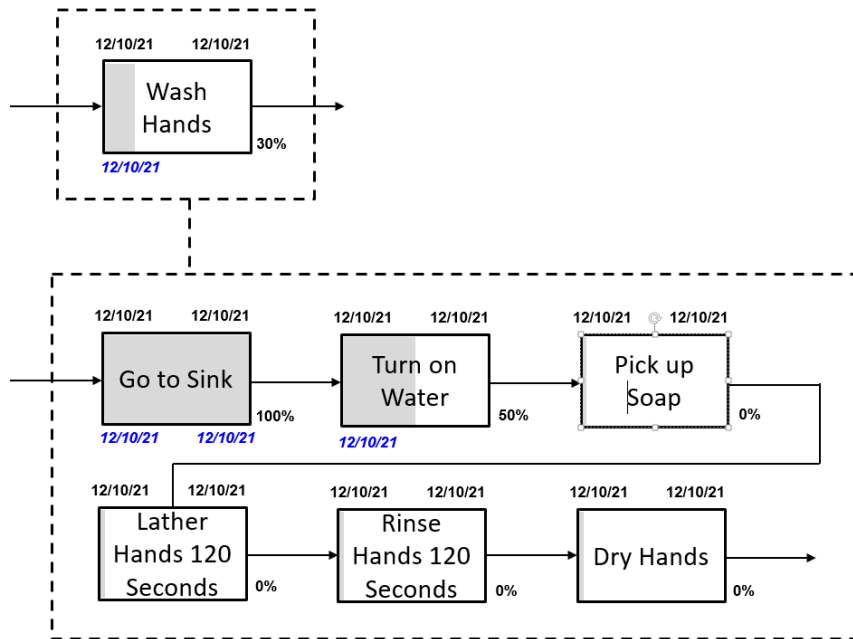 12/10/21 12/10/21
Wash
Hands
30%
12/10/21
12/10/21 12/10/21 12/10/21 12/10/21 12/10/21 12/10/21
Go to Sink
100%
12/10/21 12/10/21
Turn on
Water
50%
12/10/21
Pick up
Soap
0%
12/10/21 12/10/21 12/10/21 12/10/21 12/10/21 12/10/21
Lather
Hands 120
Seconds
0%
Rinse
Hands 120
Seconds
0%
Dry Hands
0%